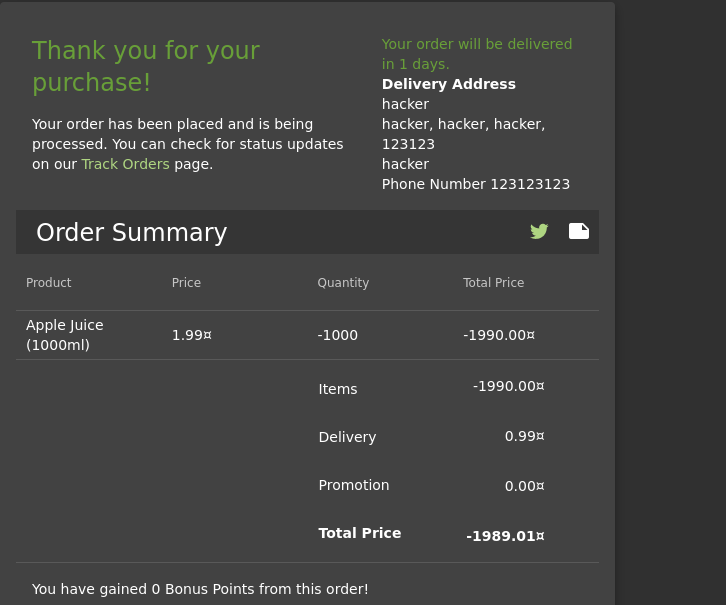 Thank you for your
purchase!
Your order has been placed and is being
processed. You can check for status updates
on our Track Orders page.
Your order will be delivered
in 1 days.
Delivery Address
hacker
hacker, hacker, hacker,
123123
hacker
Phone Number 123123123
Order Summary
Product Price Quantity Total Price
Apple Juice
(1000ml) 1.99¤ -1000 -1990.00¤
Items -1990.00¤
Delivery 0.99¤
Promotion 0.00¤
Total Price -1989.01¤
You have gained 0 Bonus Points from this order!